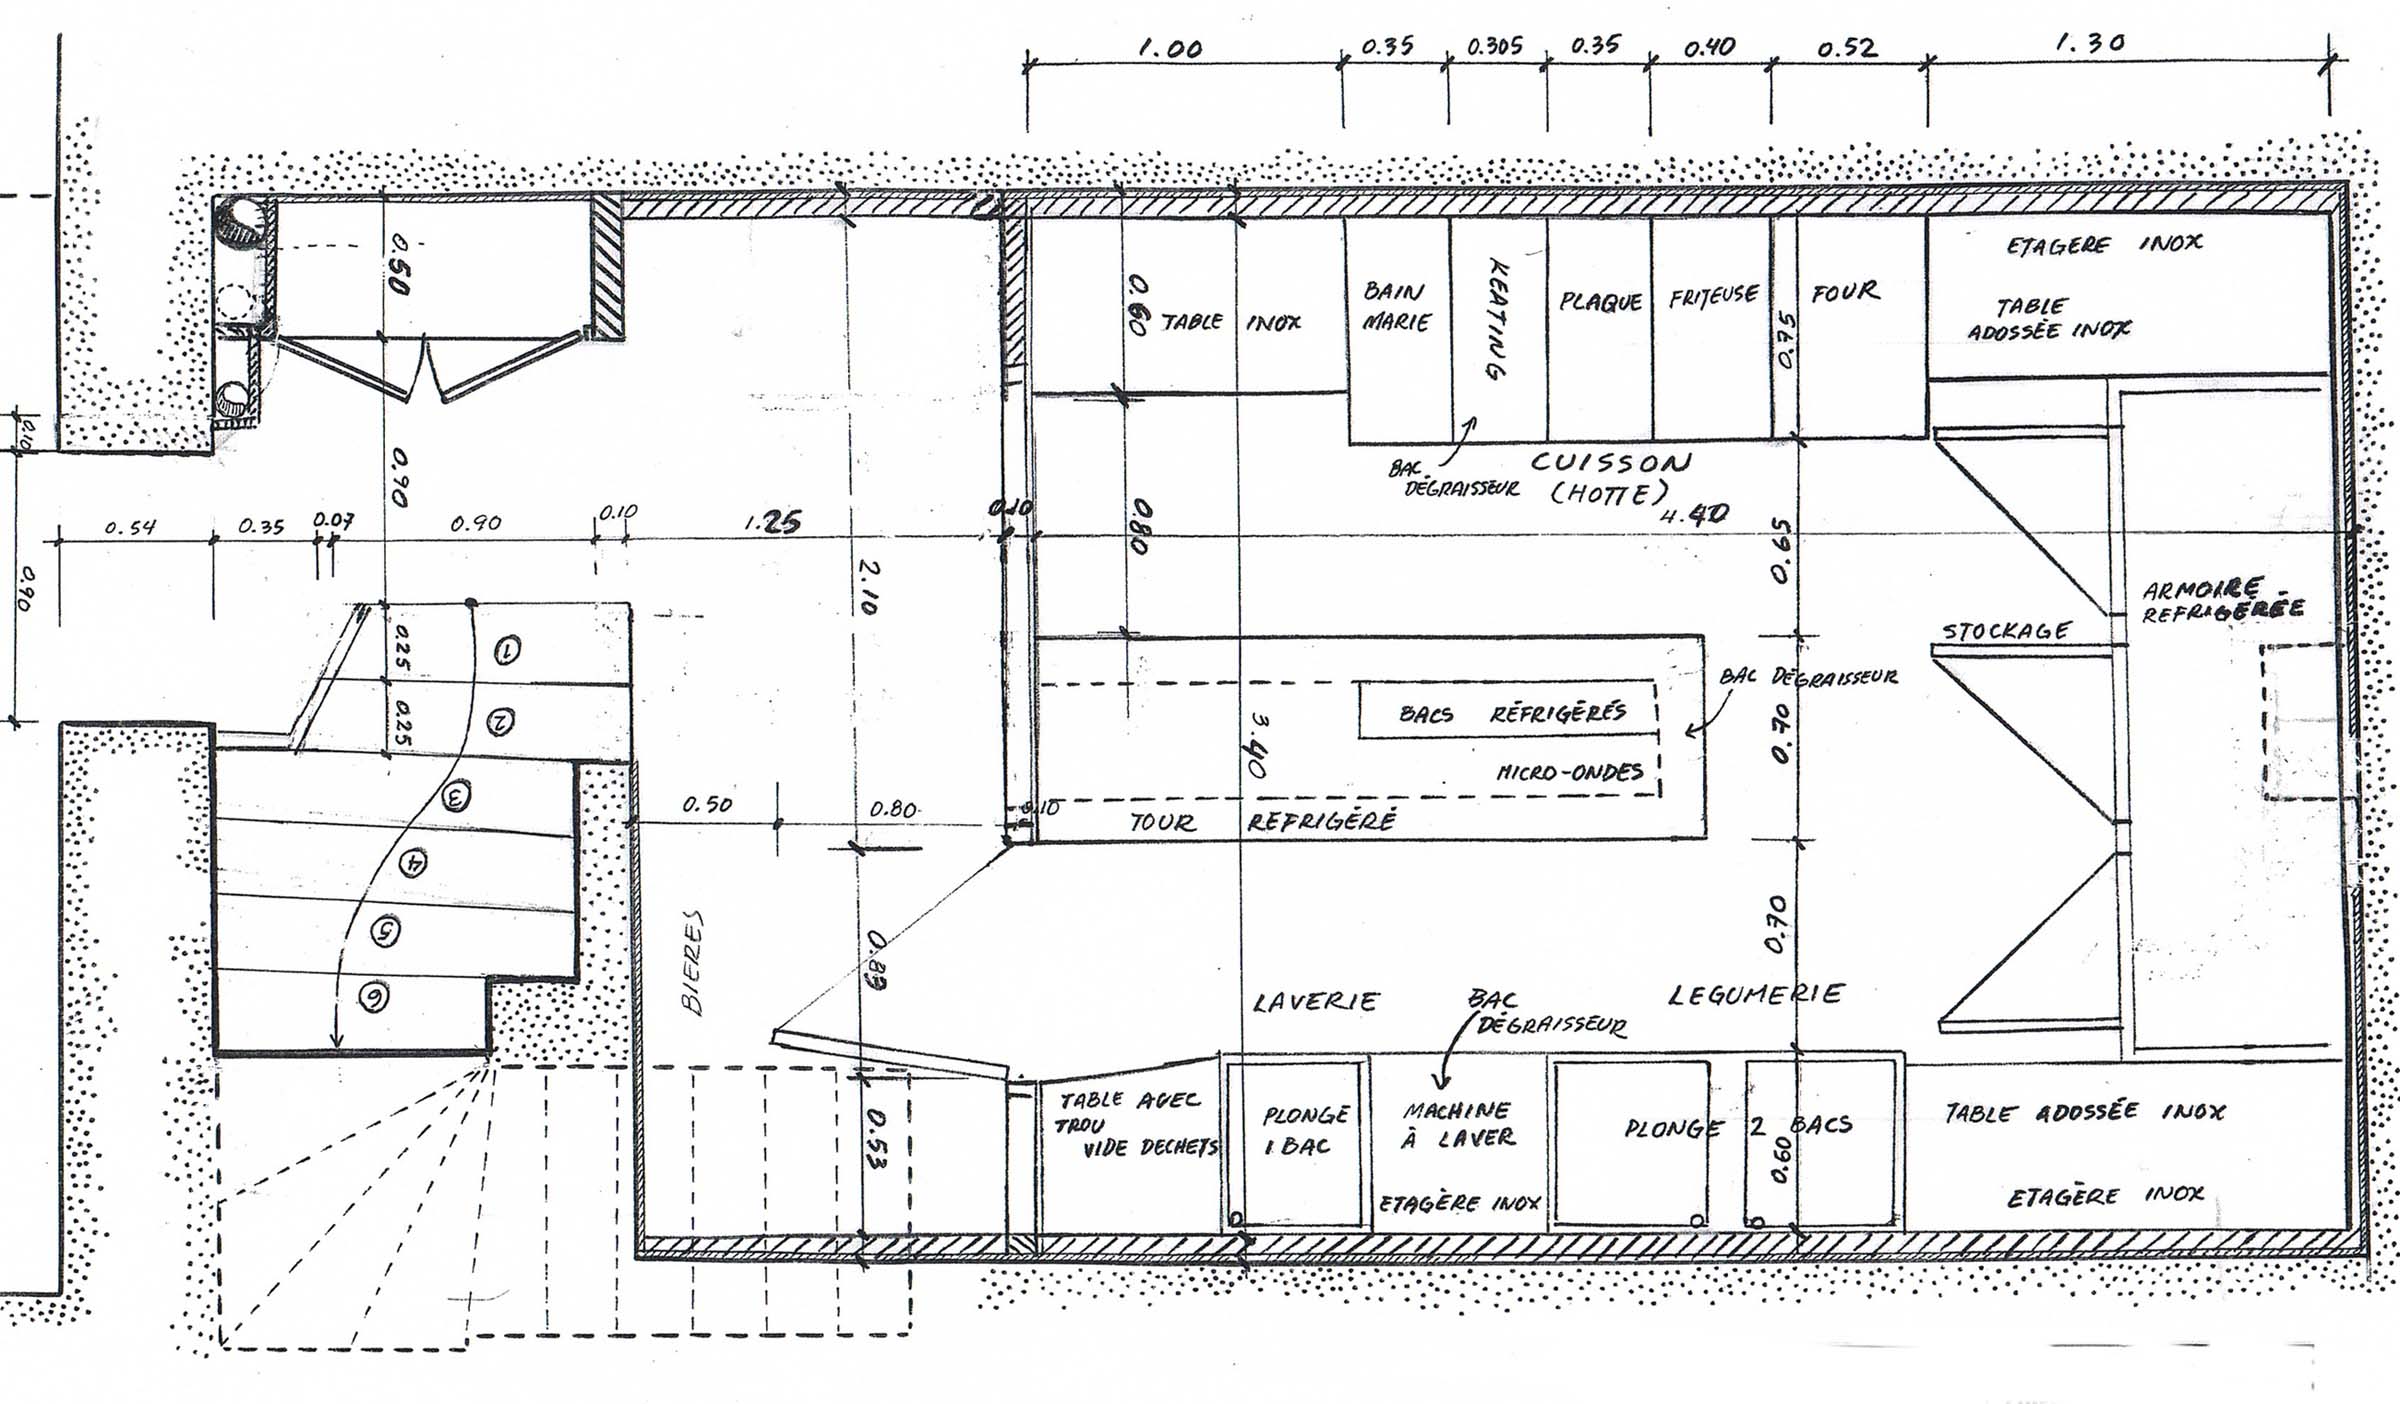 1.00 0.35 0.305 0.35 0.40 0.52 1.30
0.50
0.90
0.10
0.90
0.54 0.35 0.07 0.90 0.10 1.25 0.10
0.25
0.25
1
2
3
4
5
6
2.10
0.50 0.80 0.10
BIERES
0.89
0.53
0.60
0.80
3.40
TABLE INOX
BAIN
MARIE
KEATING
PLAQUE
FRITEUSE
FOUR
0.75
ETAGERE INOX
TABLE
ADOSSÉE INOX
BAC
DÉGRAISSEUR
CUISSON
(HOTTE)
4.40
0.65
ARMOIRE
REFRIGÉRÉE
STOCKAGE
BAC DÉGRAISSEUR
BACS RÉFRIGÉRÉS
MICRO-ONDES
TOUR REFRIGÉRÉ
0.70
0.70
LAVERIE
BAC
DÉGRAISSEUR
LEGUMERIE
TABLE AVEC
TROU
VIDE DECHETS
PLONGE
1 BAC
MACHINE
À LAVER
ETAGÈRE INOX
PLONGE 2 BACS
0.60
TABLE ADOSSÉE INOX
ETAGÈRE INOX